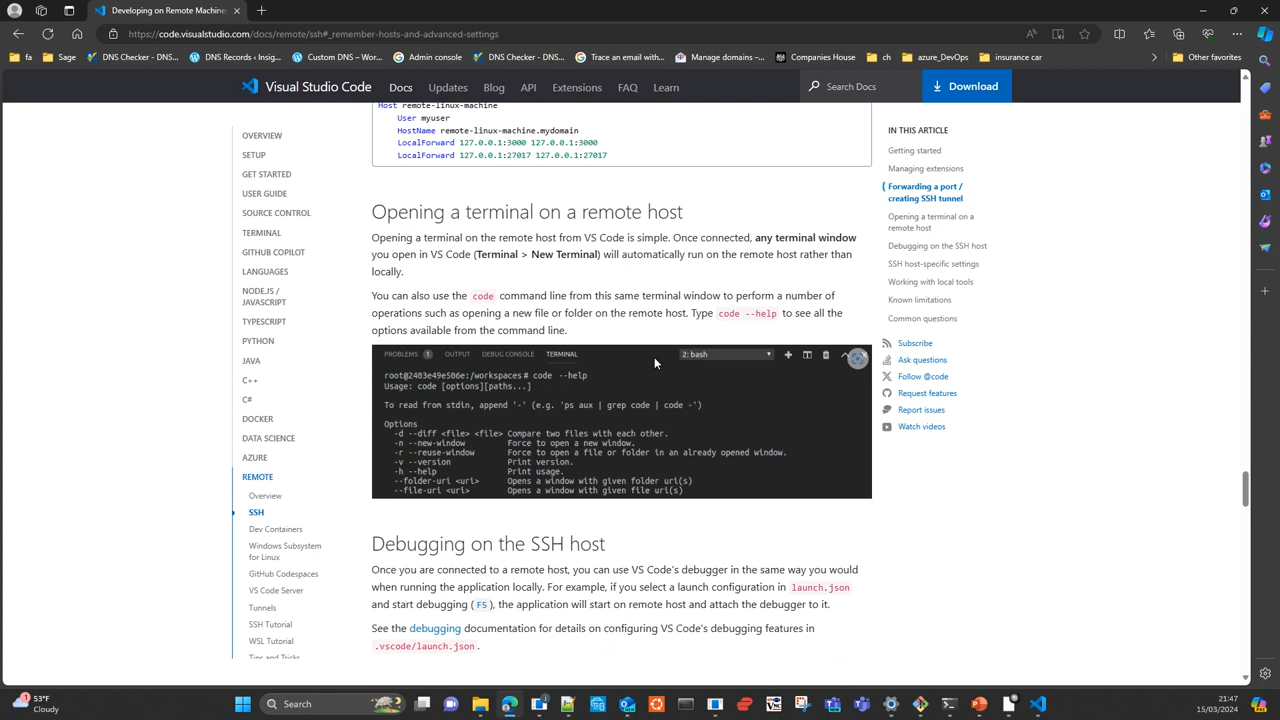 Developing on Remote Machines
https://code.visualstudio.com/docs/remote/ssh#_remember-hosts-and-advanced-settings
fah
Sage
DNS Checker - DNS...
DNS Records ( Insig...
Google
Admin console
DNS Checker - DNS...
Trace an email with...
Manage domains –...
Companies House
ch
azure_DevOps
insurance car
Other favorites
Visual Studio Code
Docs
Updates
Blog
API
Extensions
FAQ
Learn
Search Docs
Download
OVERVIEW
SETUP
GET STARTED
USER GUIDE
SOURCE CONTROL
TERMINAL
GITHUB COPILOT
LANGUAGES
NODE.JS /
JAVASCRIPT
TYPESCRIPT
PYTHON
JAVA
C++
C#
DOCKER
DATA SCIENCE
AZURE
REMOTE
Overview
SSH
Dev Containers
Windows Subsystem
for Linux
GitHub Codespaces
VS Code Server
Tunnels
SSH Tutorial
WSL Tutorial
Tips and Tricks
Host remote-linux-machine
User myuser
HostName remote-linux-machine.mydomain
LocalForward 127.0.0.1:3000 127.0.0.1:3000
LocalForward 127.0.0.1:27017 127.0.0.1:27017
Opening a terminal on a remote host
Opening a terminal on the remote host from VS Code is simple. Once connected, any terminal window
you open in VS Code (Terminal > New Terminal) will automatically run on the remote host rather than
locally.
You can also use the code command line from this same terminal window to perform a number of
operations such as opening a new file or folder on the remote host. Type code --help to see all the
options available from the command line.
PROBLEMS 1 OUTPUT DEBUG CONSOLE TERMINAL 2: bash
root@2403e49e506e:/workspaces# code --help
Usage: code [options][paths...]
To read from stdin, append '-' (e.g. 'ps aux | grep code | code -')
Options
-d --diff <file> <file> Compare two files with each other.
-n --new-window Force to open a new window.
-r --reuse-window Force to open a file or folder in an already opened window.
-v --version Print version.
-h --help Print usage.
--folder-uri <uri> Opens a window with given folder uri(s)
--file-uri <uri> Opens a window with given file uri(s)
Debugging on the SSH host
Once you are connected to a remote host, you can use VS Code's debugger in the same way you would
when running the application locally. For example, if you select a launch configuration in launch.json
and start debugging ( F5 ), the application will start on remote host and attach the debugger to it.
See the debugging documentation for details on configuring VS Code's debugging features in
.vscode/launch.json.
IN THIS ARTICLE
Getting started
Managing extensions
Forwarding a port /
creating SSH tunnel
Opening a terminal on a
remote host
Debugging on the SSH host
SSH host-specific settings
Working with local tools
Known limitations
Common questions
Subscribe
Ask questions
Follow @code
Request features
Report issues
Watch videos
1
53°F
Cloudy
Search
21:47
15/03/2024